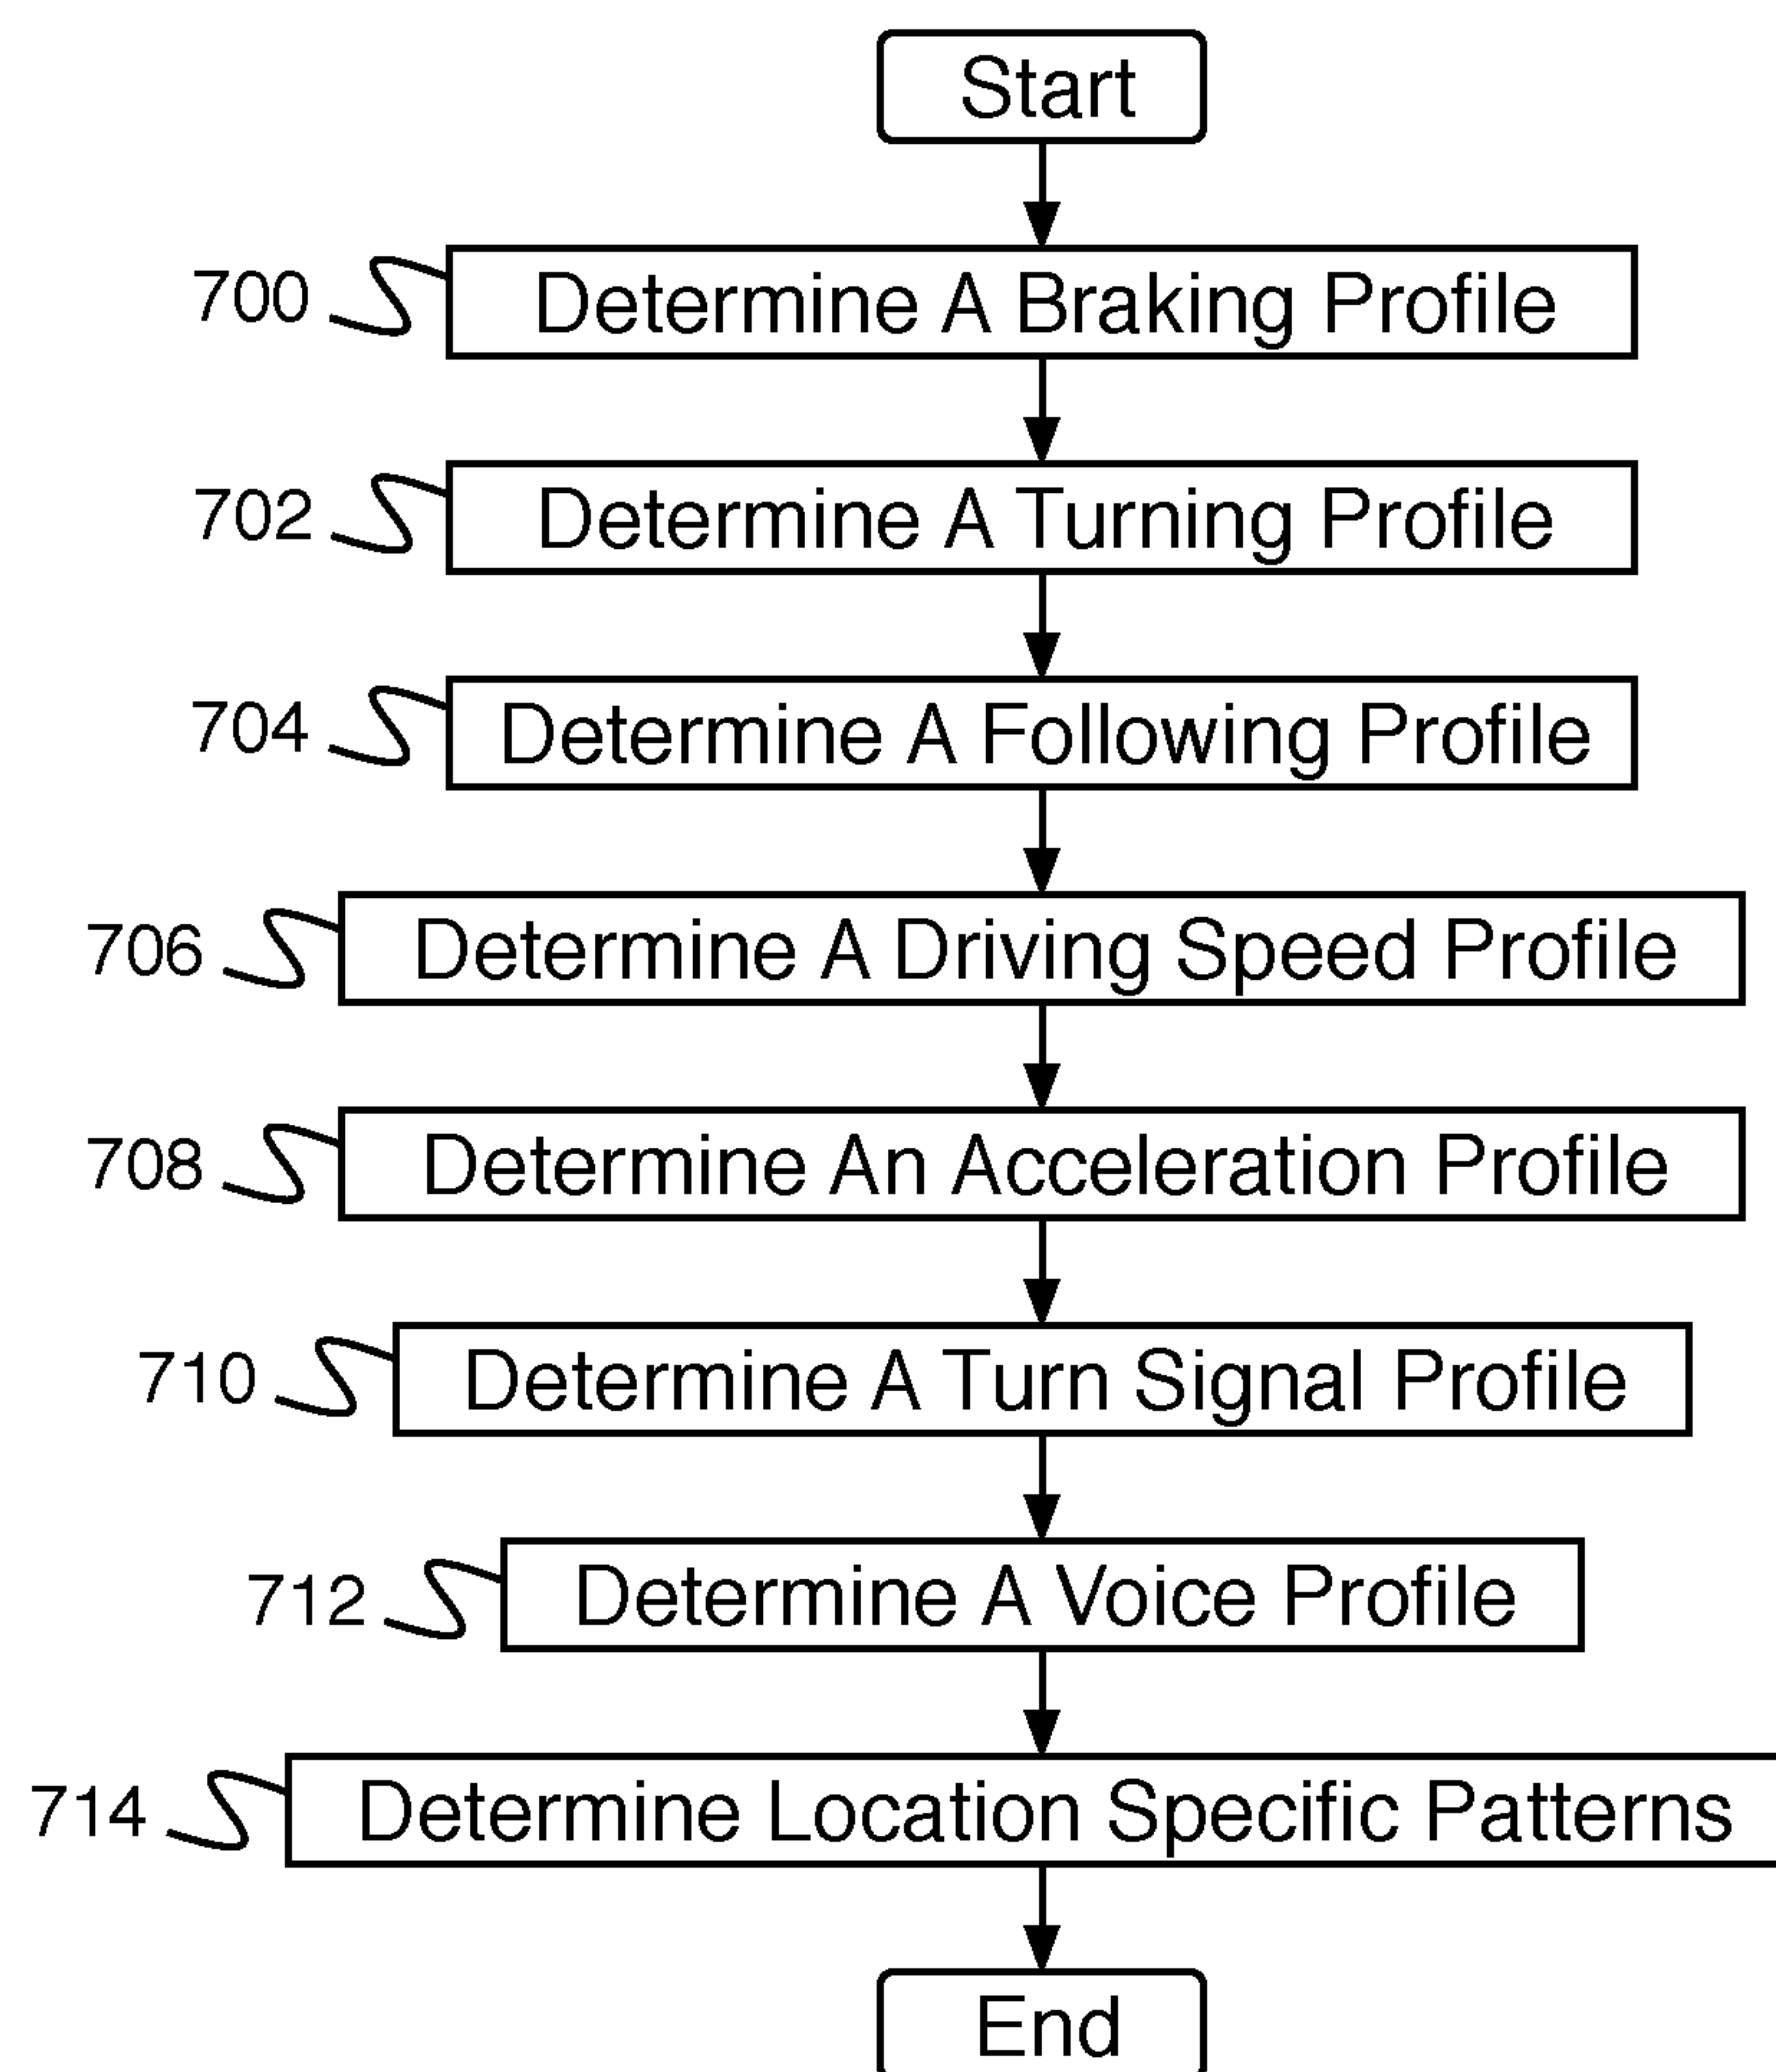 Start
700 Determine A Braking Profile
702 Determine A Turning Profile
704 Determine A Following Profile
706 Determine A Driving Speed Profile
708 Determine An Acceleration Profile
710 Determine A Turn Signal Profile
712 Determine A Voice Profile
714 Determine Location Specific Patterns
End